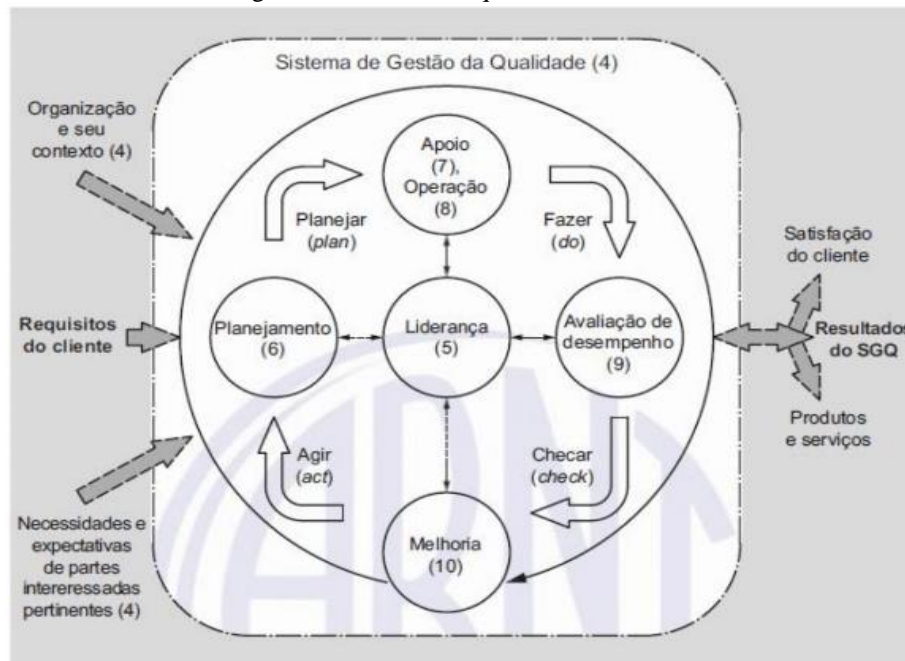 Sistema de Gestão da Qualidade (4)
Organização
e seu
contexto (4)
Apoio
(7),
Operação
(8)
Planejar
(plan)
Fazer
(do)
Satisfação
do cliente
Requisitos
do cliente
Planejamento
(6)
Liderança
(5)
Avaliação de
desempenho
(9)
Resultados
do SGQ
Produtos
e serviços
Agir
(act)
Checar
(check)
Necessidades e
expectativas
de partes
intereressadas
pertinentes (4)
Melhoria
(10)
ABNT